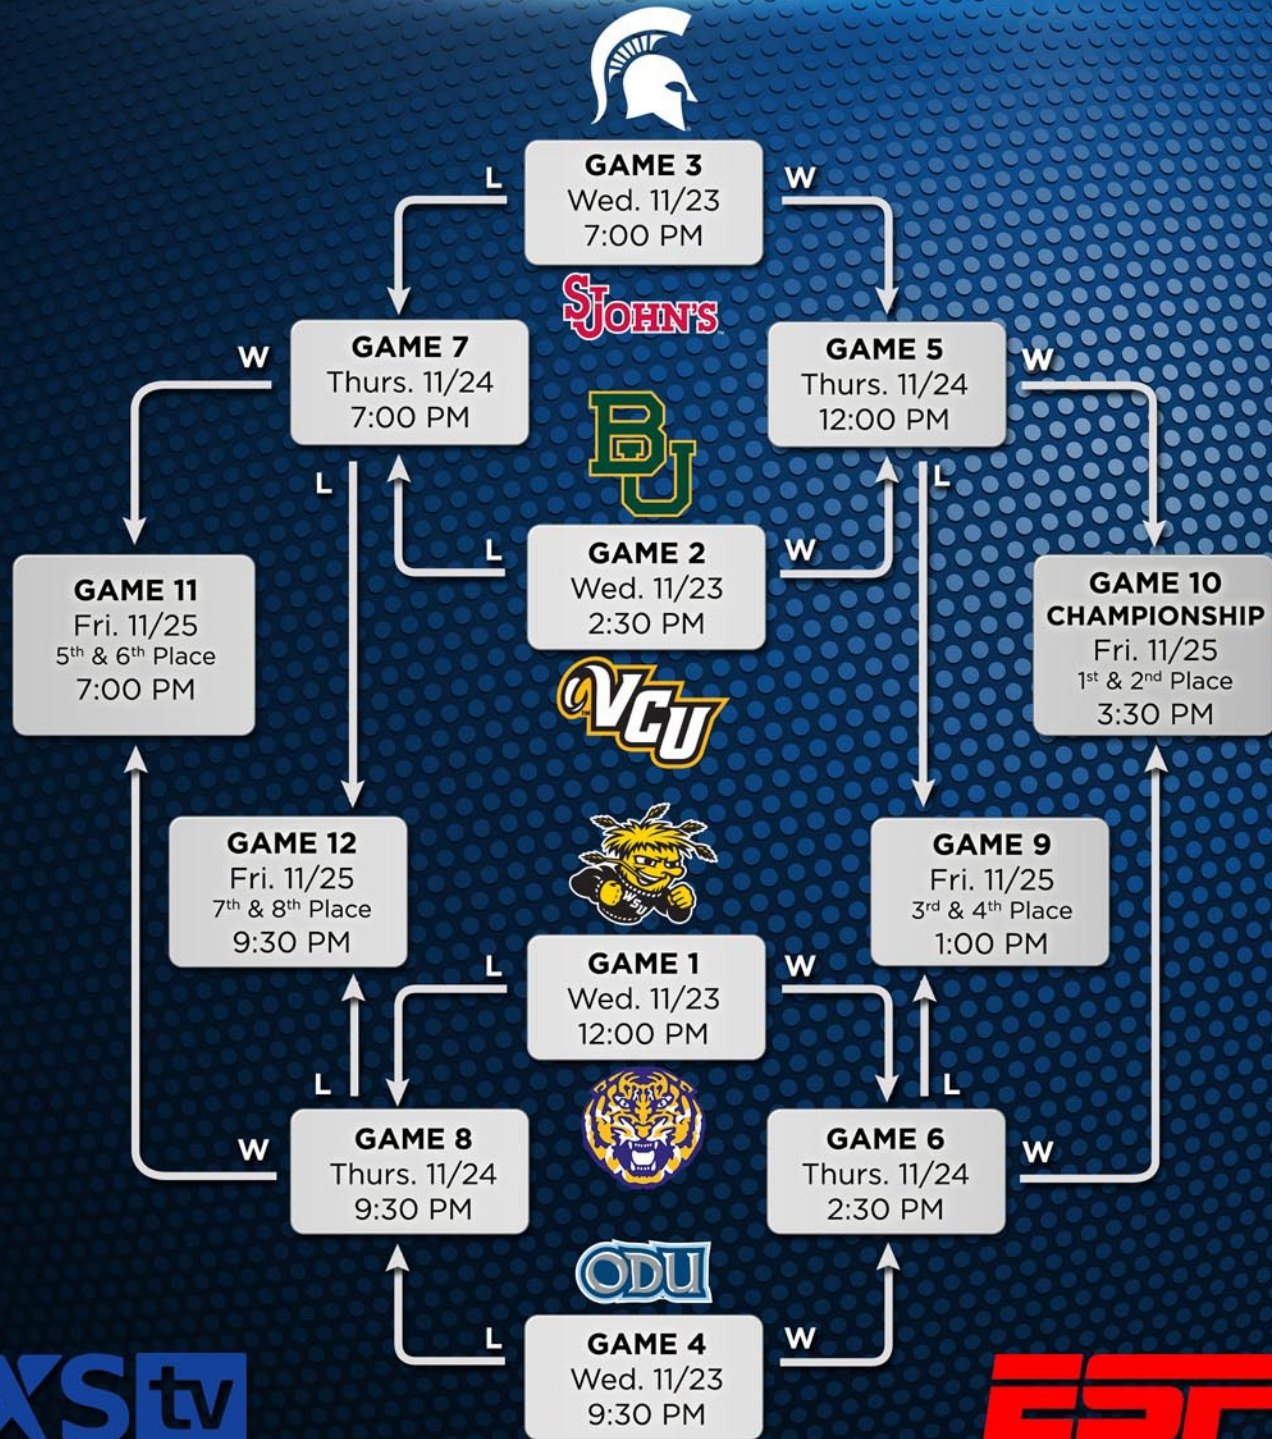 L
GAME 3
Wed. 11/23
7:00 PM
W
ST JOHN'S
W
GAME 7
Thurs. 11/24
7:00 PM
L
GAME 5
Thurs. 11/24
12:00 PM
W
L
BU
L
GAME 2
Wed. 11/23
2:30 PM
W
GAME 11
Fri. 11/25
5th & 6th Place
7:00 PM
GAME 10
CHAMPIONSHIP
Fri. 11/25
1st & 2nd Place
3:30 PM
VCU
GAME 12
Fri. 11/25
7th & 8th Place
9:30 PM
WSU
GAME 9
Fri. 11/25
3rd & 4th Place
1:00 PM
L
GAME 1
Wed. 11/23
12:00 PM
W
L
W
GAME 8
Thurs. 11/24
9:30 PM
L
GAME 6
Thurs. 11/24
2:30 PM
W
ODU
L
GAME 4
Wed. 11/23
9:30 PM
W
XS tv